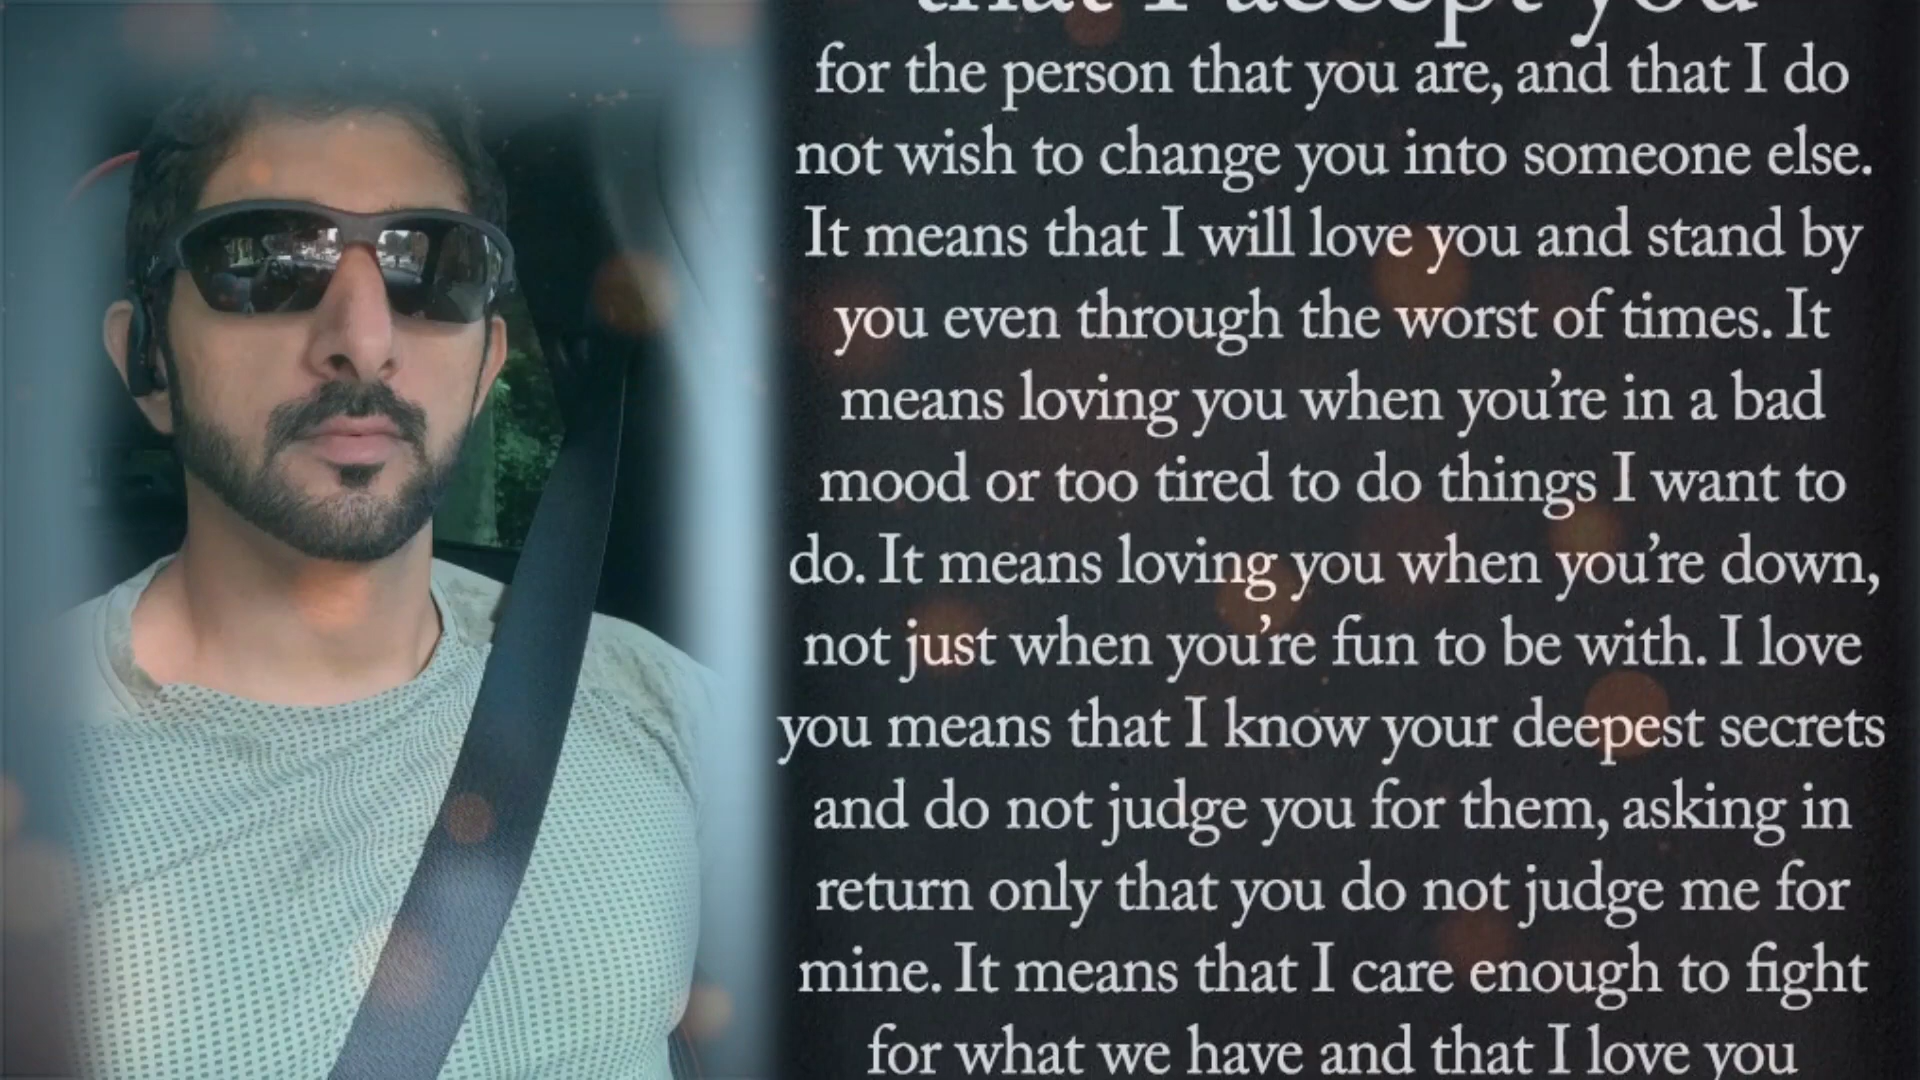 that I accept you
for the person that you are, and that I do
not wish to change you into someone else.
It means that I will love you and stand by
you even through the worst of times. It
means loving you when you’re in a bad
mood or too tired to do things I want to
do. It means loving you when you’re down,
not just when you’re fun to be with. I love
you means that I know your deepest secrets
and do not judge you for them, asking in
return only that you do not judge me for
mine. It means that I care enough to fight
for what we have and that I love you